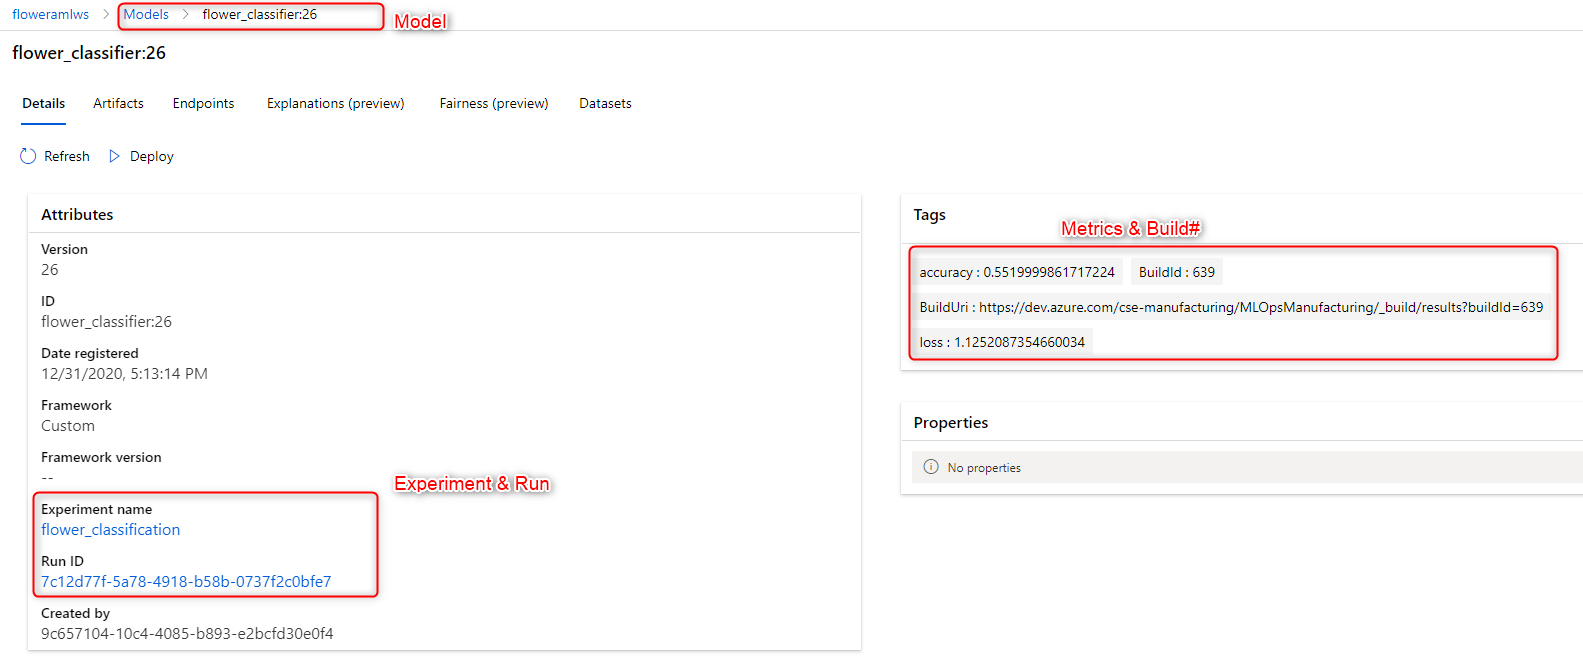 floweramlws > Models > flower_classifier:26
Model
flower_classifier:26
Details Artifacts Endpoints Explanations (preview) Fairness (preview) Datasets
Refresh Deploy
Attributes
Version
26
ID
flower_classifier:26
Date registered
12/31/2020, 5:13:14 PM
Framework
Custom
Framework version
--
Experiment & Run
Experiment name
flower_classification
Run ID
7c12d77f-5a78-4918-b58b-0737f2c0bfe7
Created by
9c657104-10c4-4085-b893-e2bcfd30e0f4
Tags
Metrics & Build#
accuracy : 0.5519999861717224 BuildId : 639
BuildUri : https://dev.azure.com/cse-manufacturing/MLOpsManufacturing/_build/results?buildId=639
loss : 1.1252087354660034
Properties
No properties